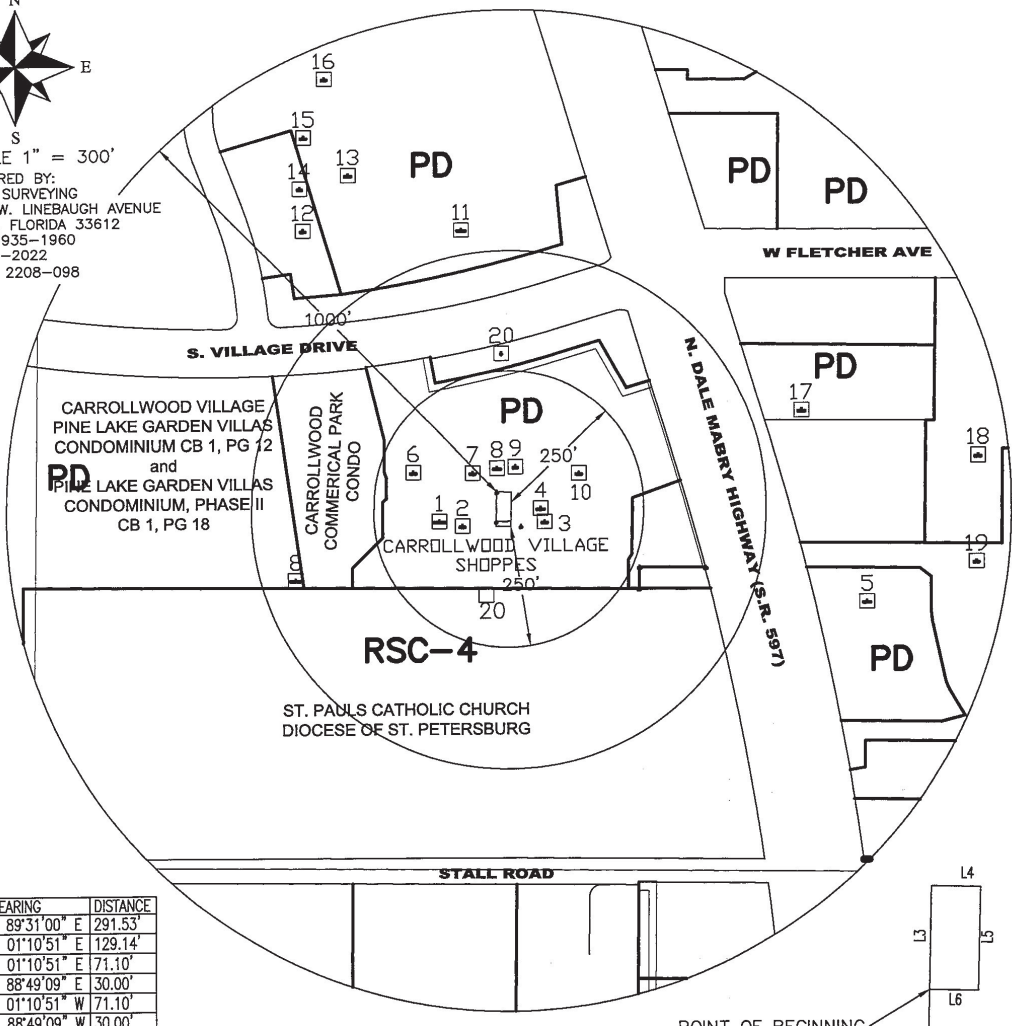 N
E
S
E 1" = 300'
RED BY:
SURVEYING
W. LINEBAUGH AVENUE
FLORIDA 33612
935-1960
-2022
2208-098
16
15
13
14
12
11
PD
PD
PD
W FLETCHER AVE
1000'
S. VILLAGE DRIVE
20
N. DALE MABRY HIGHWAY (S.R. 597)
PD
17
18
19
CARROLLWOOD VILLAGE
PINE LAKE GARDEN VILLAS
CONDOMINIUM CB 1, PG 12
and
PD
PINE LAKE GARDEN VILLAS
CONDOMINIUM, PHASE II
CB 1, PG 18
CARROLLWOOD
COMMERICAL PARK
CONDO
PD
250'
6
7
8
9
10
1
2
4
3
CARROLLWOOD VILLAGE
SHOPPES
250'
8
20
5
PD
RSC-4
ST. PAULS CATHOLIC CHURCH
DIOCESE OF ST. PETERSBURG
STALL ROAD
EARING DISTANCE
89°31'00" E 291.53'
01°10'51" E 129.14'
01°10'51" E 71.10'
88°49'09" E 30.00'
01°10'51" W 71.10'
88°49'09" W 30.00'
L4
L3
L5
L6
POINT OF BEGINNING